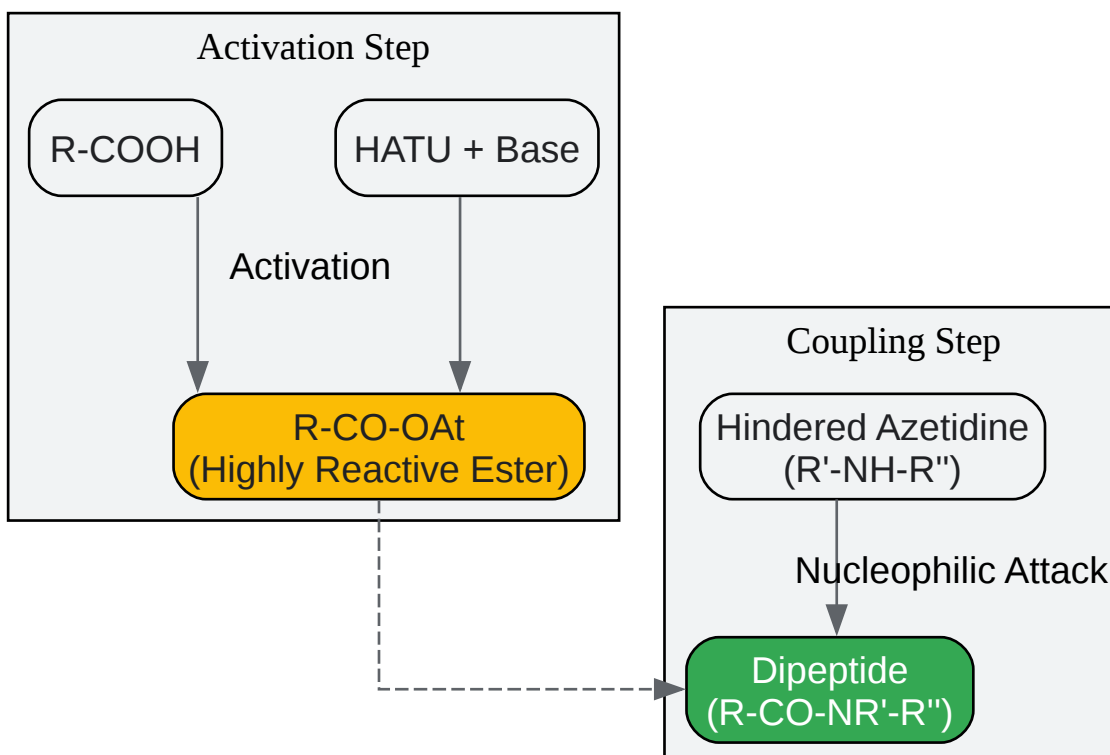 Activation Step
R-COOH
HATU + Base
Activation
R-CO-OAt
(Highly Reactive Ester)
Coupling Step
Hindered Azetidine
(R'-NH-R")
Nucleophilic Attack
Dipeptide
(R-CO-NR'-R")